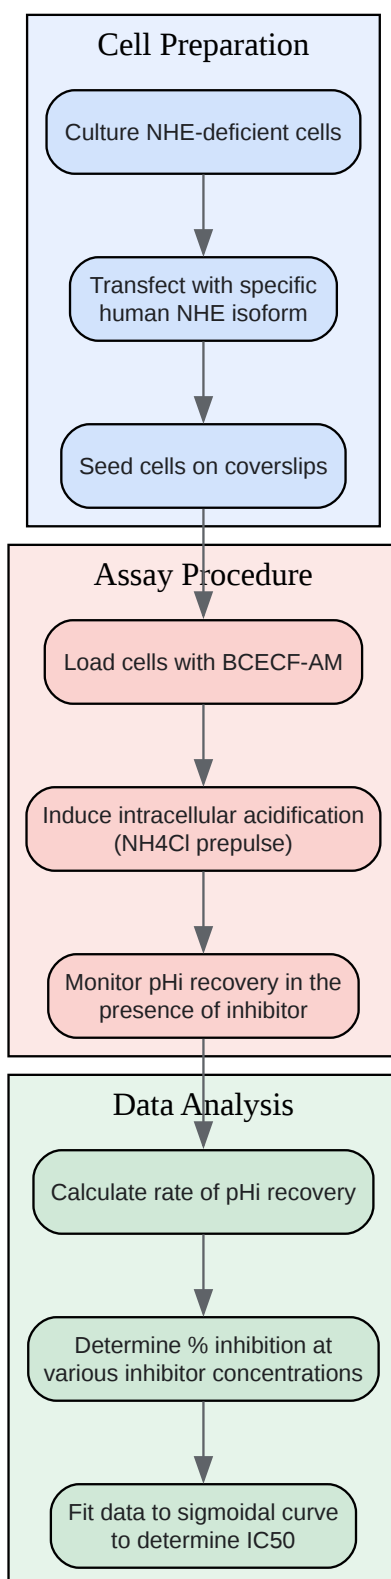 Cell Preparation
Culture NHE-deficient cells
Transfect with specific
human NHE isoform
Seed cells on coverslips
Assay Procedure
Load cells with BCECF-AM
Induce intracellular acidification
(NH4Cl prepulse)
Monitor pHi recovery in the
presence of inhibitor
Data Analysis
Calculate rate of pHi recovery
Determine % inhibition at
various inhibitor concentrations
Fit data to sigmoidal curve
to determine IC50